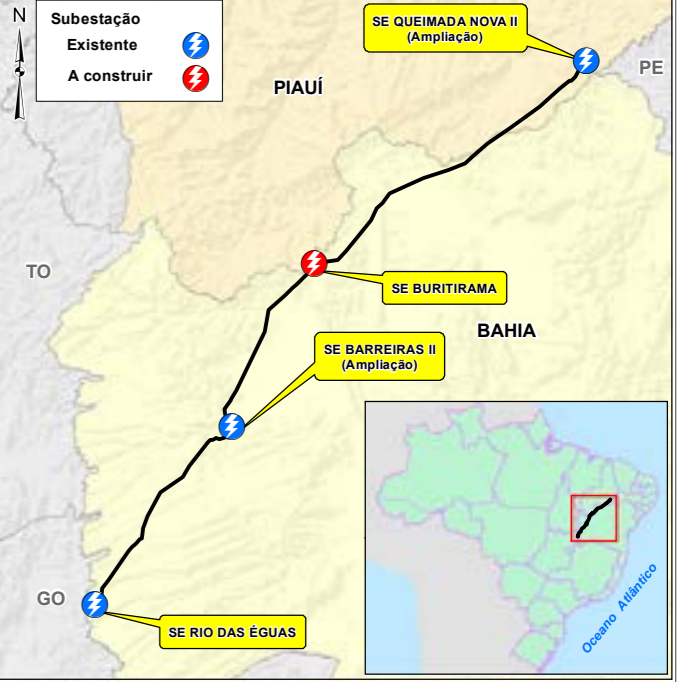 N
Subestação
Existente
A construir
SE QUEIMADA NOVA II
(Ampliação)
PE
PIAUÍ
TO
SE BURITIRAMA
BAHIA
SE BARREIRAS II
(Ampliação)
GO
SE RIO DAS ÉGUAS
Oceano Atlântico